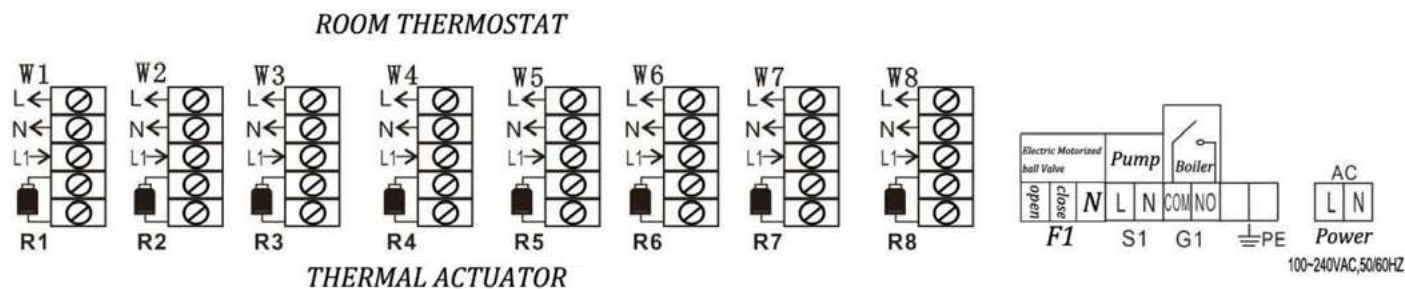 ROOM THERMOSTAT
W1 W2 W3 W4 W5 W6 W7 W8
L L L L L L L L
N N N N N N N N
L1 L1 L1 L1 L1 L1 L1 L1
R1 R2 R3 R4 R5 R6 R7 R8
THERMAL ACTUATOR
Electric Motorized
ball Valve
Pump
Boiler
open close N L N COM NO
F1 S1 G1 PE
AC
L N
Power
100~240VAC,50/60HZ